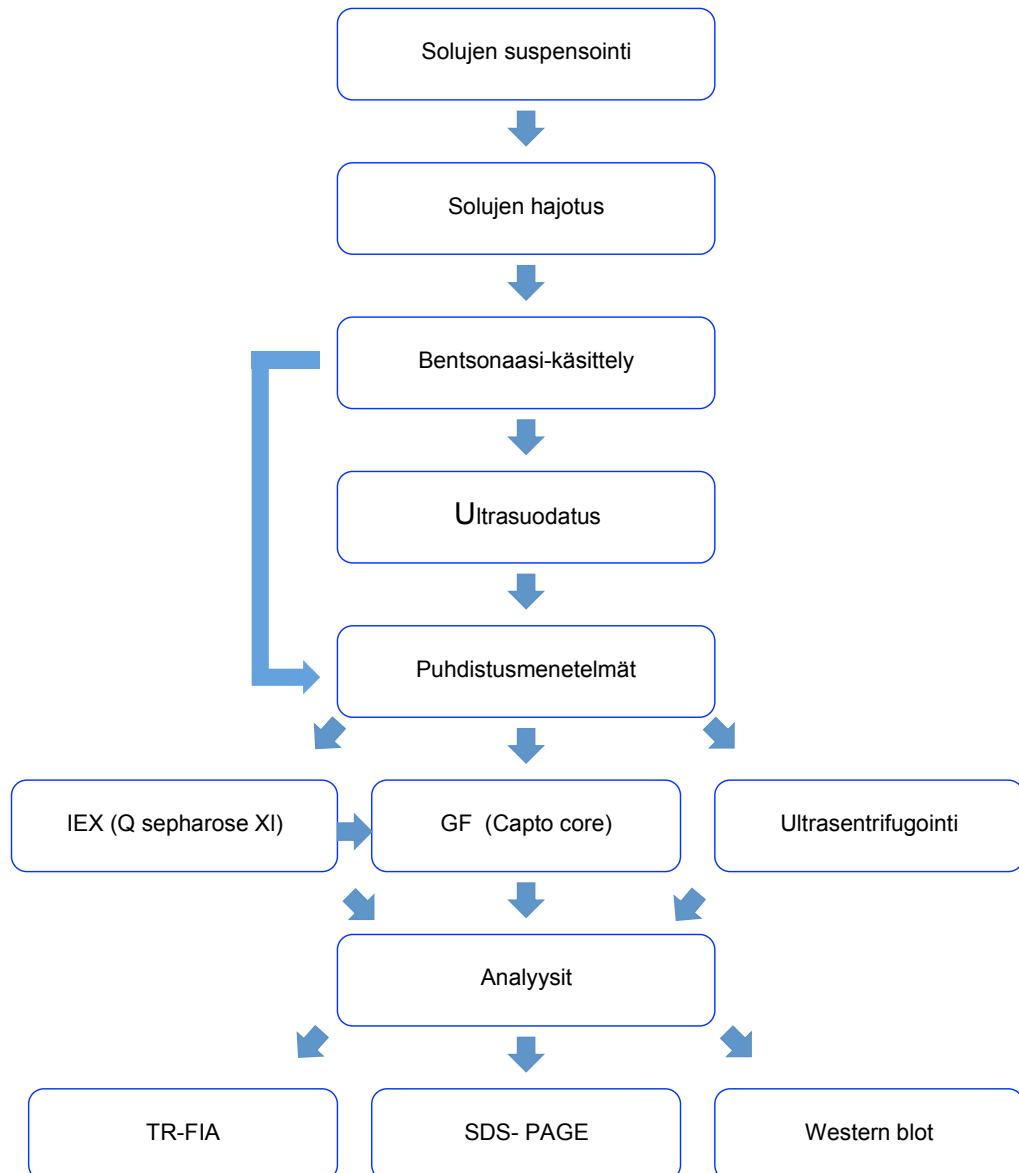 Solujen suspensointi
Solujen hajotus
Bentsonaasi-käsittely
Ultrasuodatus
Puhdistusmenetelmät
IEX (Q sepharose Xl)
GF (Capto core)
Ultrasentrifugointi
Analyysit
TR-FIA
SDS- PAGE
Western blot